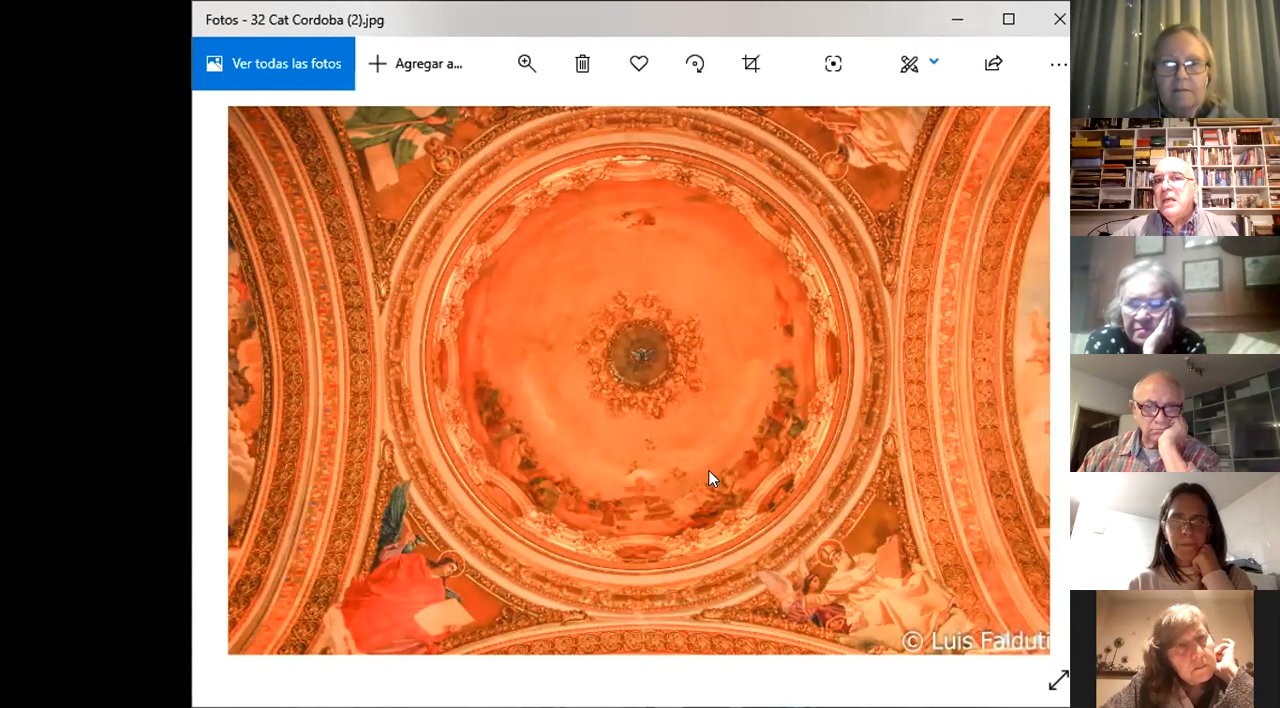 Fotos - 32 Cat Cordoba (2).jpg
Ver todas las fotos
Agregar a...
© Luis Falduti